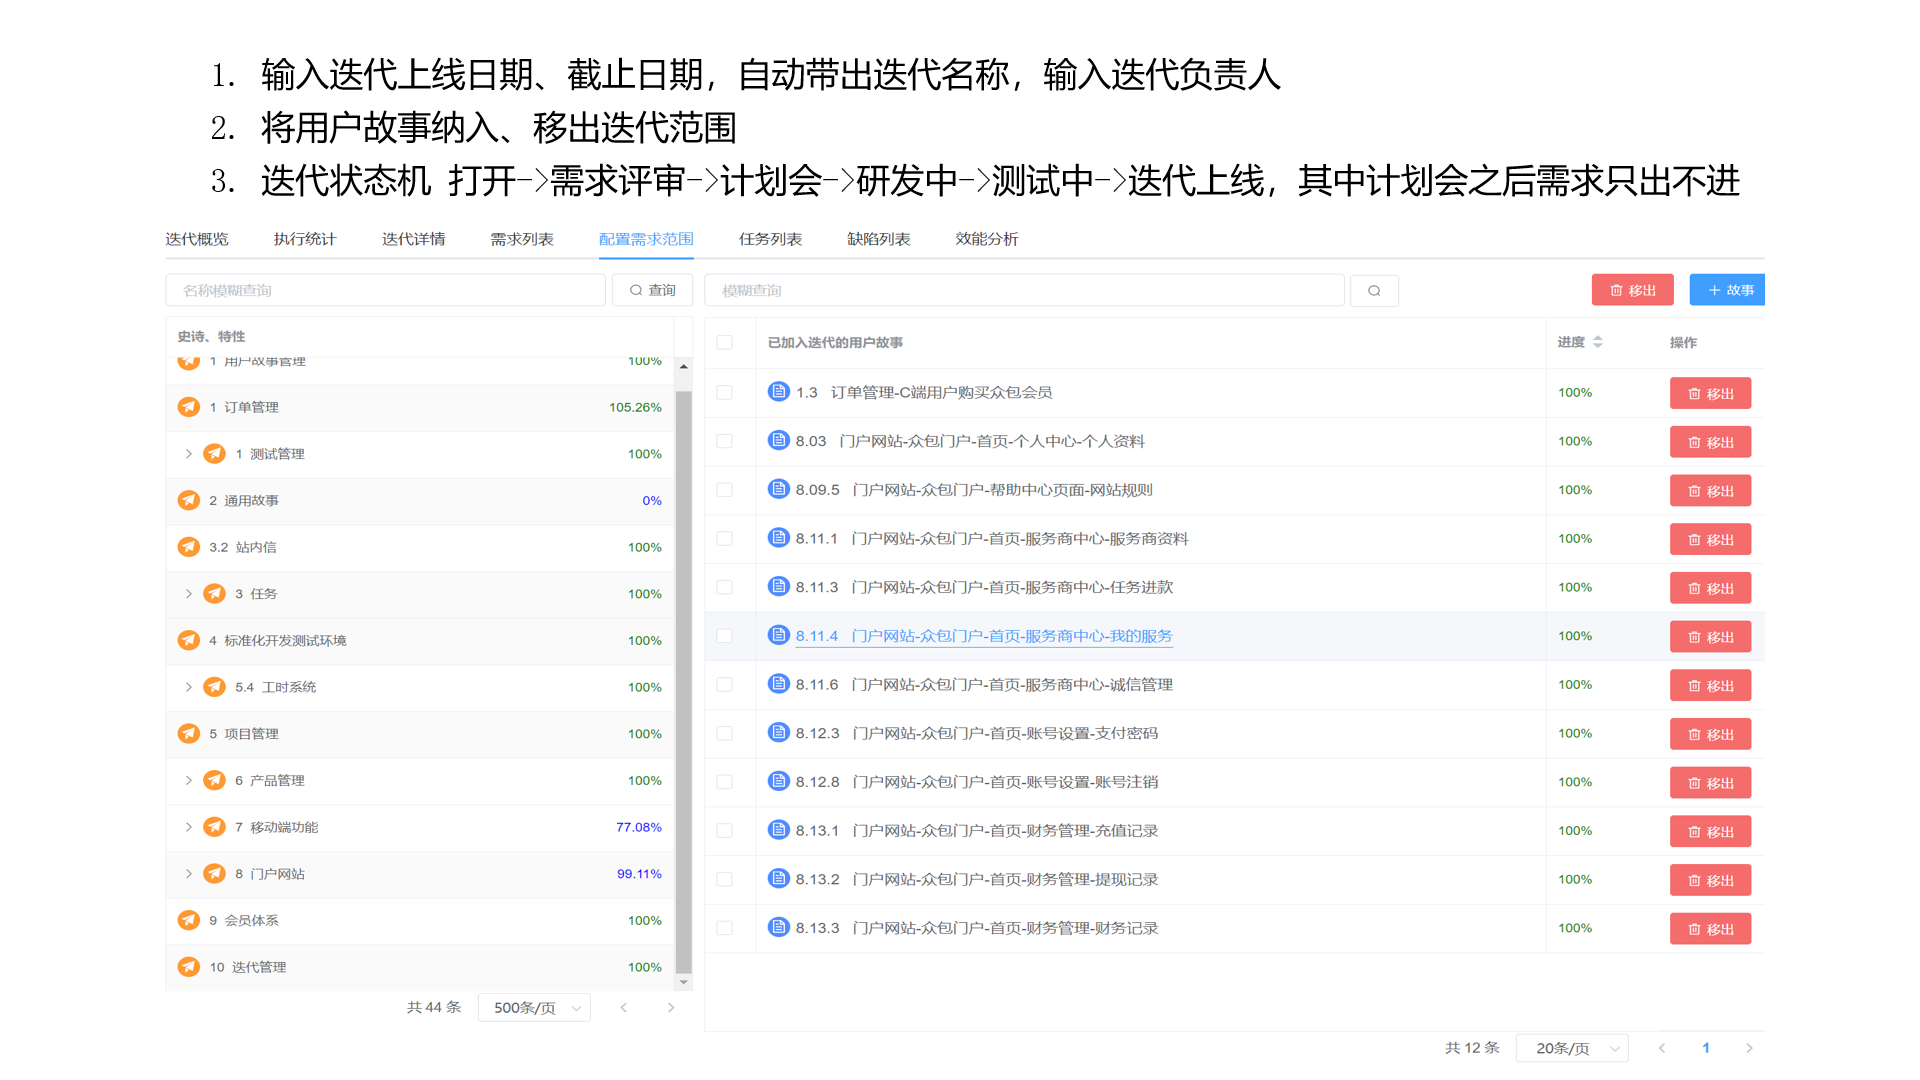 1. 输入迭代上线日期、截止日期，自动带出迭代名称，输入迭代负责人
2. 将用户故事纳入、移出迭代范围
3. 迭代状态机 打开->需求评审->计划会->研发中->测试中->迭代上线，其中计划会之后需求只出不进
迭代概览 执行统计 迭代详情 需求列表 配置需求范围 任务列表 缺陷列表 效能分析
名称模糊查询 查询 模糊查询 移出 + 故事
史诗、特性
1 用户故事管理 100%
1 订单管理 105.26%
1 测试管理 100%
2 通用故事 0%
3.2 站内信 100%
3 任务 100%
4 标准化开发测试环境 100%
5.4 工时系统 100%
5 项目管理 100%
6 产品管理 100%
7 移动端功能 77.08%
8 门户网站 99.11%
9 会员体系 100%
10 迭代管理 100%
共 44 条 500条/页
已加入迭代的用户故事 进度 操作
1.3 订单管理-C端用户购买众包会员 100% 移出
8.03 门户网站-众包门户-首页-个人中心-个人资料 100% 移出
8.09.5 门户网站-众包门户-帮助中心页面-网站规则 100% 移出
8.11.1 门户网站-众包门户-首页-服务商中心-服务商资料 100% 移出
8.11.3 门户网站-众包门户-首页-服务商中心-任务进款 100% 移出
8.11.4 门户网站-众包门户-首页-服务商中心-我的服务 100% 移出
8.11.6 门户网站-众包门户-首页-服务商中心-诚信管理 100% 移出
8.12.3 门户网站-众包门户-首页-账号设置-支付密码 100% 移出
8.12.8 门户网站-众包门户-首页-账号设置-账号注销 100% 移出
8.13.1 门户网站-众包门户-首页-财务管理-充值记录 100% 移出
8.13.2 门户网站-众包门户-首页-财务管理-提现记录 100% 移出
8.13.3 门户网站-众包门户-首页-财务管理-财务记录 100% 移出
共 12 条 20条/页 1